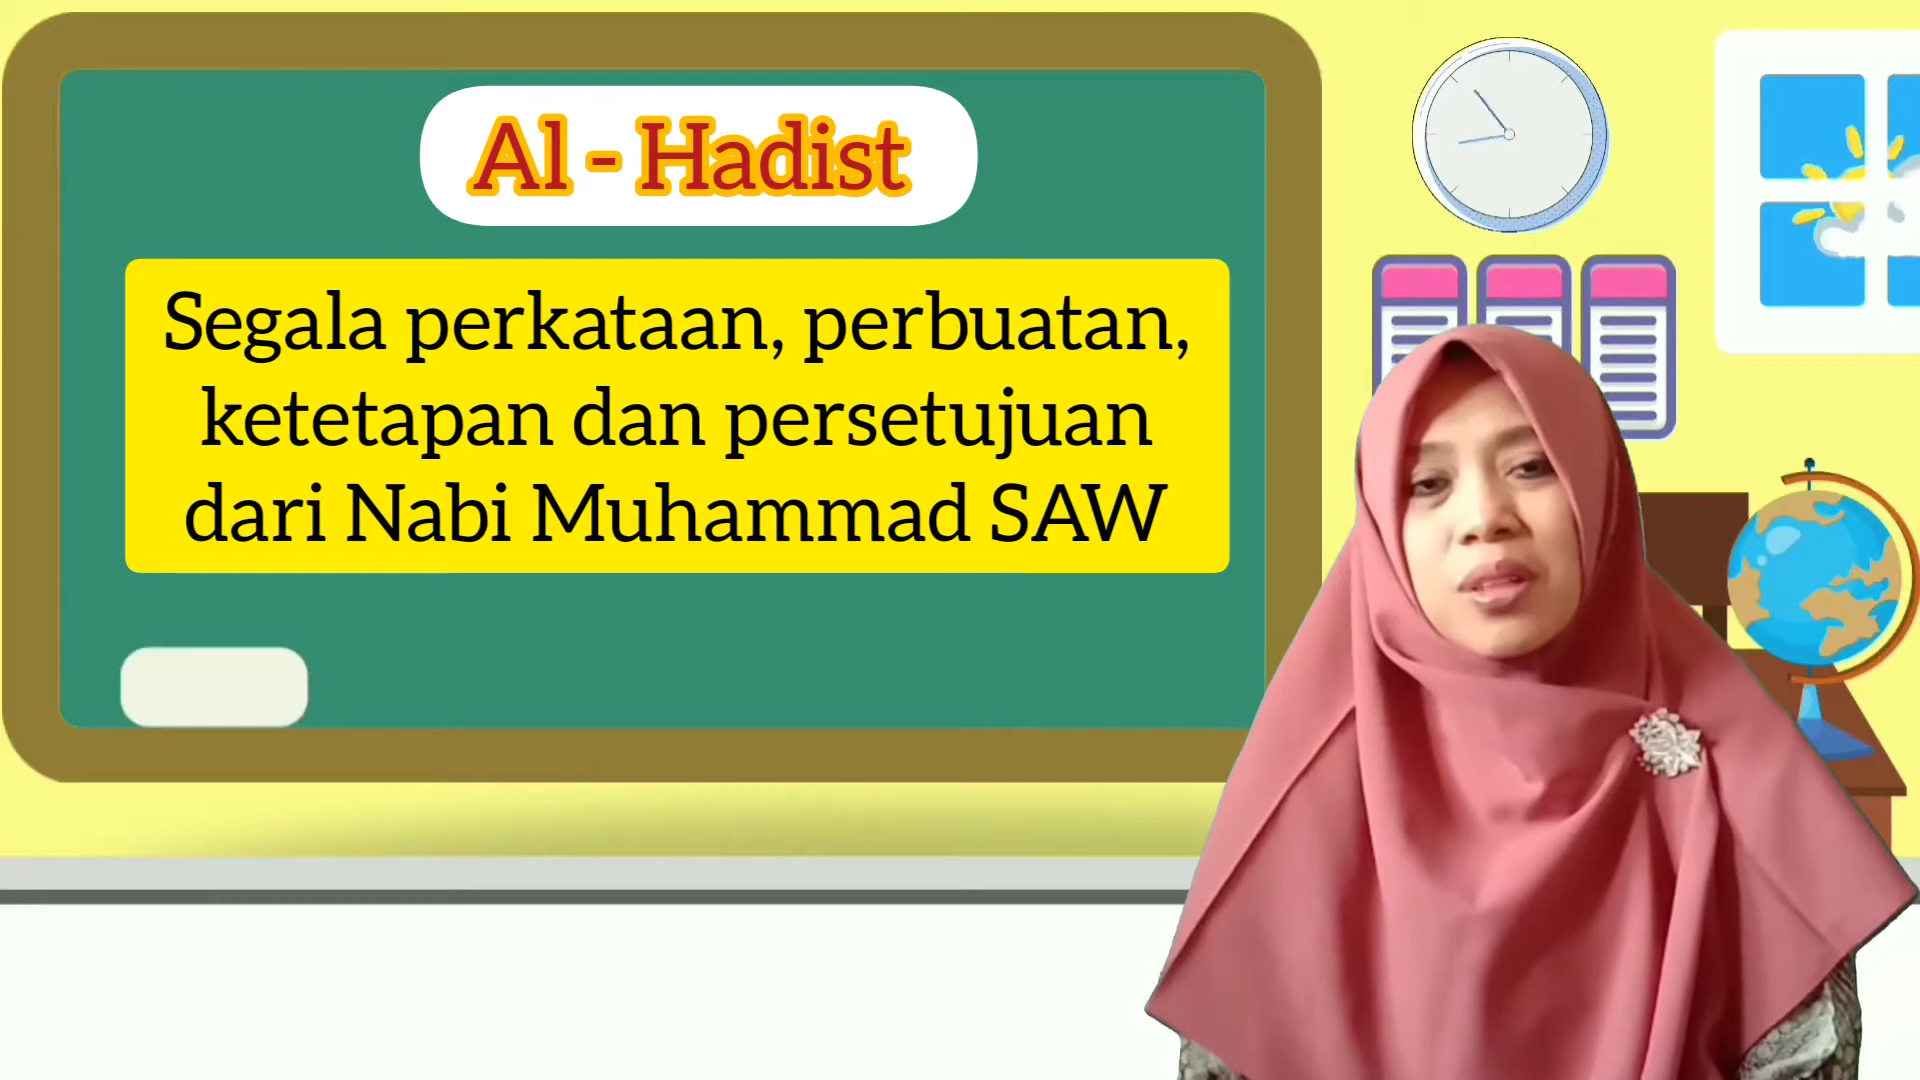 Al - Hadist
Segala perkataan, perbuatan,
ketetapan dan persetujuan
dari Nabi Muhammad SAW